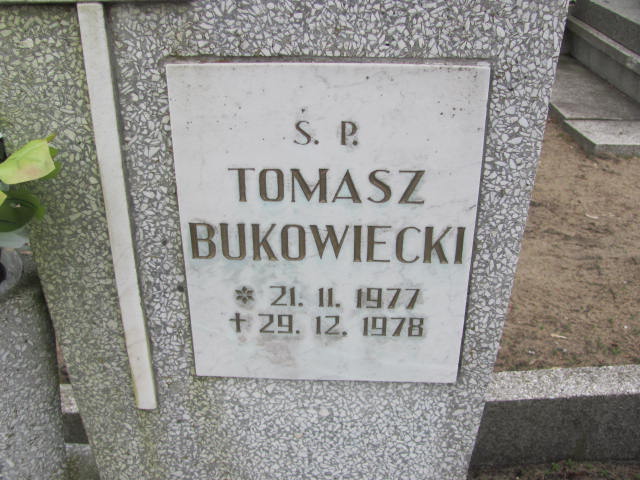 S. P.
TOMASZ
BUKOWIECKI
* 21. 11. 1977
✝ 29. 12. 1978